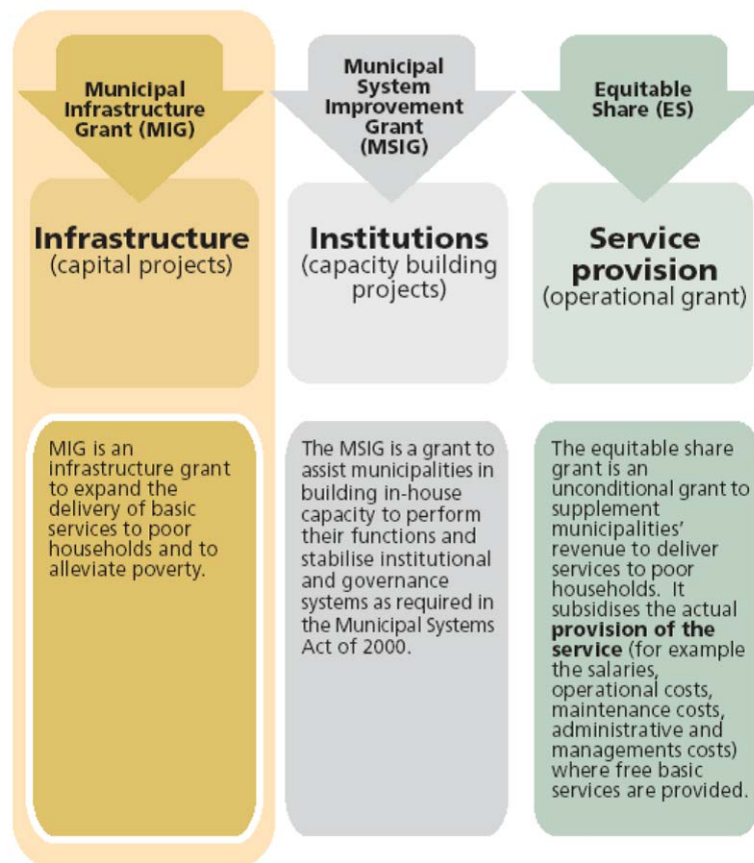 Municipal
Infrastructure
Grant (MIG)
Infrastructure
(capital projects)
MIG is an
infrastructure grant
to expand the
delivery of basic
services to poor
households and to
alleviate poverty.
Municipal
System
Improvement
Grant
(MSIG)
Institutions
(capacity building
projects)
The MSIG is a grant to
assist municipalities in
building in-house
capacity to perform
their functions and
stabilise institutional
and governance
systems as required in
the Municipal Systems
Act of 2000.
Equitable
Share (ES)
Service
provision
(operational grant)
The equitable share
grant is an
unconditional grant to
supplement
municipalities’
revenue to deliver
services to poor
households. It
subsidises the actual
provision of the
service (for example
the salaries,
operational costs,
maintenance costs,
administrative and
managements costs)
where free basic
services are provided.